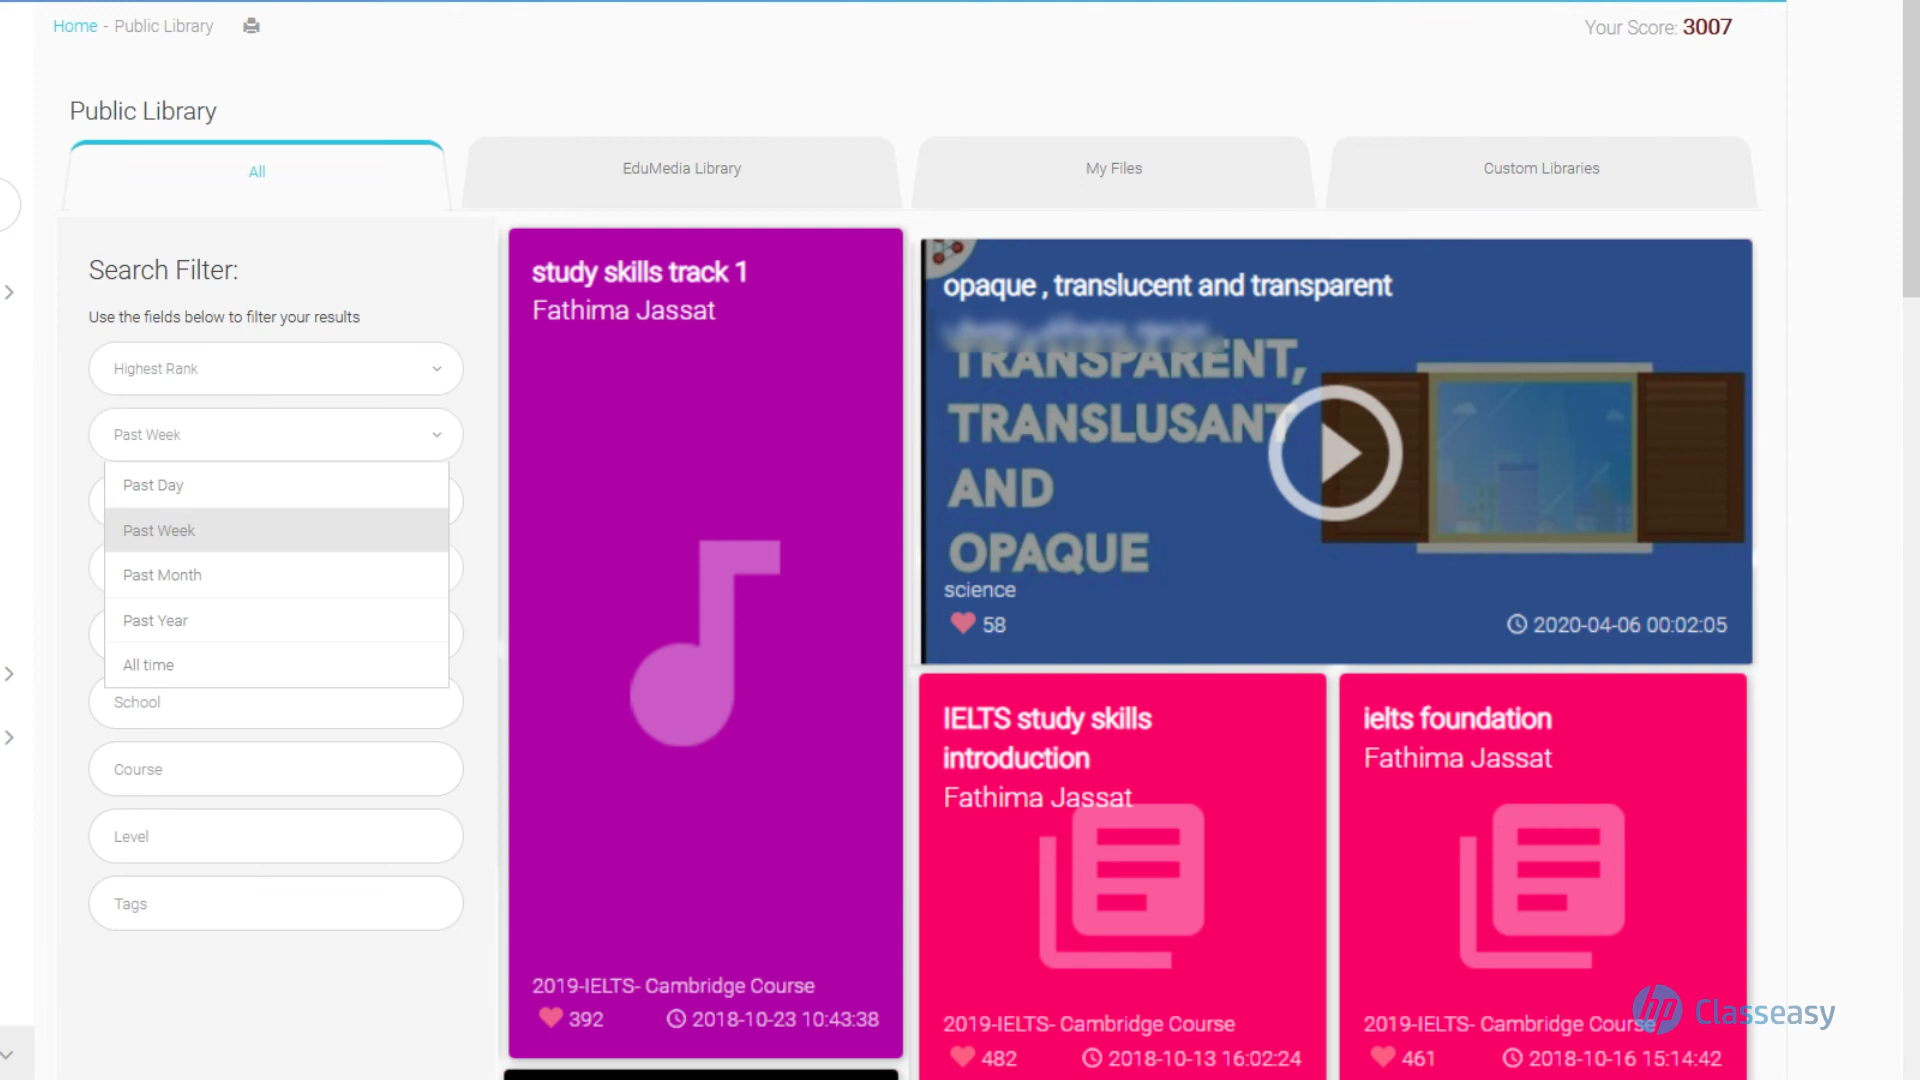 Home - Public Library
Your Score: 3007
Public Library
All
EduMedia Library
My Files
Custom Libraries
Search Filter:
Use the fields below to filter your results
Highest Rank
Past Week
Past Day
Past Week
Past Month
Past Year
All time
School
Course
Level
Tags
study skills track 1
Fathima Jassat
2019-IELTS- Cambridge Course
392
2018-10-23 10:43:38
opaque , translucent and transparent
TRANSPARENT,
TRANSLUSANT
AND
OPAQUE
science
58
2020-04-06 00:02:05
IELTS study skills
introduction
Fathima Jassat
2019-IELTS- Cambridge Course
482
2018-10-13 16:02:24
ielts foundation
Fathima Jassat
2019-IELTS- Cambridge Course
461
2018-10-16 15:14:42
hp Classeasy